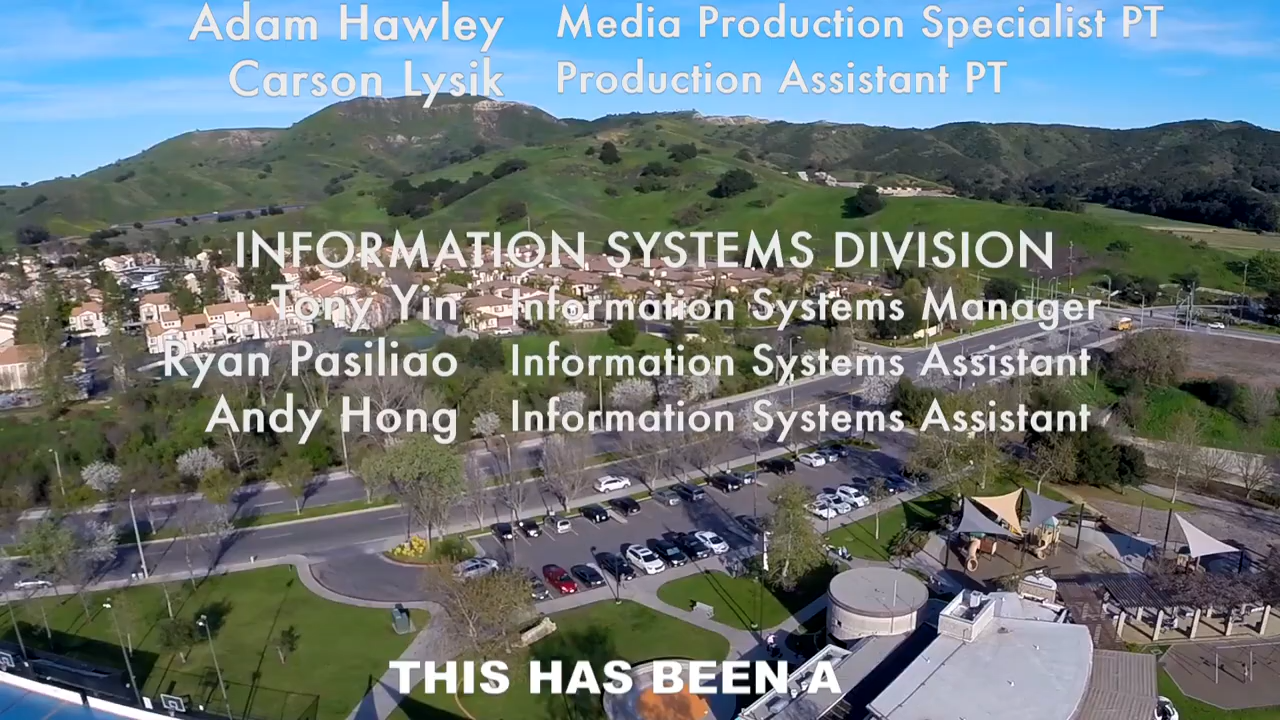 Adam Hawley Media Production Specialist PT
Carson Lysik Production Assistant PT
INFORMATION SYSTEMS DIVISION
Tony Yin Information Systems Manager
Ryan Pasiliao Information Systems Assistant
Andy Hong Information Systems Assistant
THIS HAS BEEN A